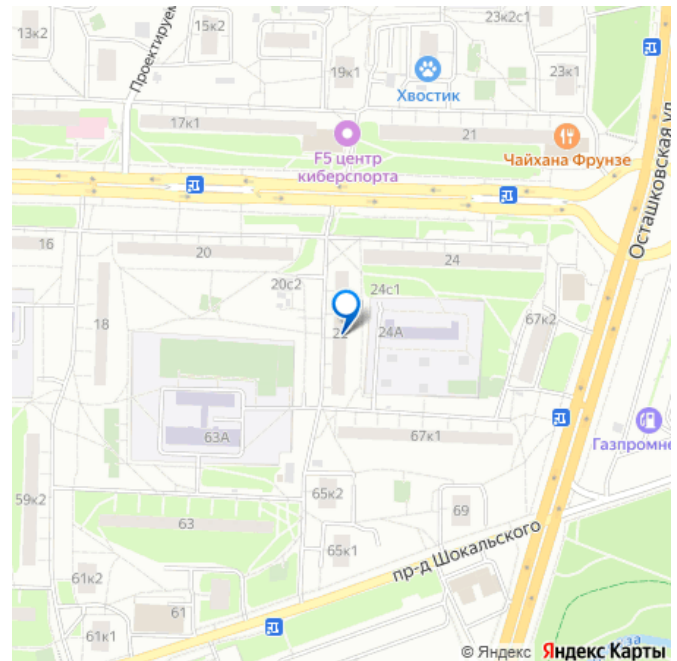 13к2
15к2
Проектируем
19к1
Хвостик
23к2с1
23к1
17к1
F5 центр
киберспорта
21
Чайхана Фрунзе
Осташковская ул.
16
20
24
20с2
24с1
18
22
24А
67к2
63А
67к1
Газпромне
59к2
65к2
69
63
65к1
пр-д Шокальского
61к2
61
61к1
за
© Яндекс Яндекс Карты